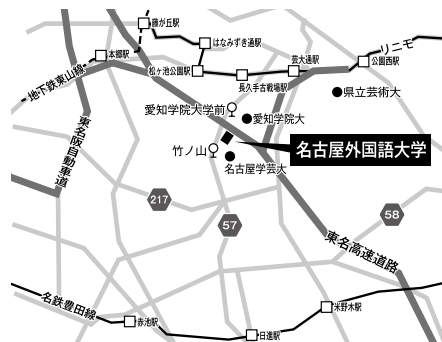 藤が丘駅
はなみずき通駅
リニモ
本郷駅
芸大通駅
公園西駅
地下鉄東山線
杁ヶ池公園駅
長久手古戦場駅
県立芸術大
愛知学院大学前
愛知学院大
東名阪自動車道
竹ノ山
名古屋外国語大学
名古屋学芸大
217
57
58
東名高速道路
名鉄豊田線
赤池駅
米野木駅
日進駅